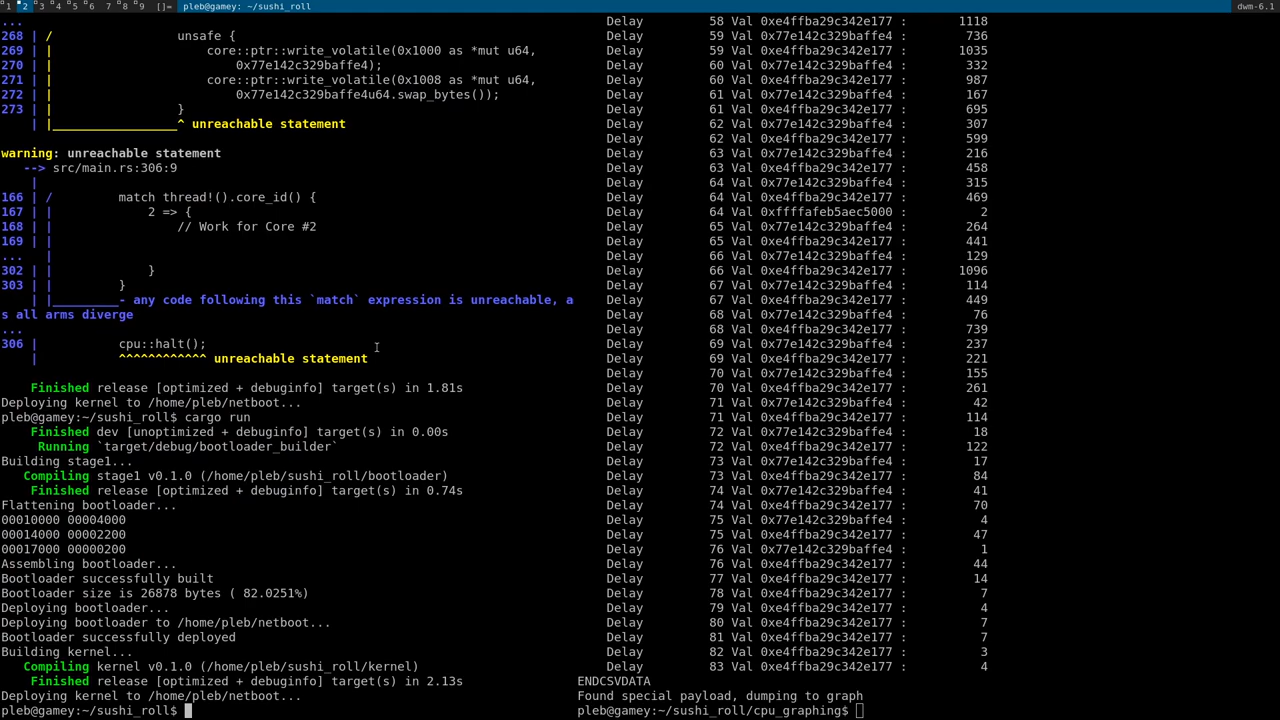 1 2 3 4 5 6 7 8 9 []= pleb@gamey: ~/sushi_roll dwm-6.1
...
268 | / unsafe {
269 | | core::ptr::write_volatile(0x1000 as *mut u64,
270 | | 0x77e142c329baffe4);
271 | | core::ptr::write_volatile(0x1008 as *mut u64,
272 | | 0x77e142c329baffe4u64.swap_bytes());
273 | | }
| |_________________^ unreachable statement
warning: unreachable statement
--> src/main.rs:306:9
|
166 | / match thread!().core_id() {
167 | | 2 => {
168 | | // Work for Core #2
169 | |
... |
302 | | }
303 | | }
| |_________- any code following this `match` expression is unreachable, a
s all arms diverge
...
306 | cpu::halt();
| ^^^^^^^^^^^^ unreachable statement
Finished release [optimized + debuginfo] target(s) in 1.81s
Deploying kernel to /home/pleb/netboot...
pleb@gamey:~/sushi_roll$ cargo run
Finished dev [unoptimized + debuginfo] target(s) in 0.00s
Running `target/debug/bootloader_builder`
Building stage1...
Compiling stage1 v0.1.0 (/home/pleb/sushi_roll/bootloader)
Finished release [optimized + debuginfo] target(s) in 0.74s
Flattening bootloader...
00010000 00004000
00014000 00002200
00017000 00000200
Assembling bootloader...
Bootloader successfully built
Bootloader size is 26878 bytes ( 82.0251%)
Deploying bootloader...
Deploying bootloader to /home/pleb/netboot...
Bootloader successfully deployed
Building kernel...
Compiling kernel v0.1.0 (/home/pleb/sushi_roll/kernel)
Finished release [optimized + debuginfo] target(s) in 2.13s
Deploying kernel to /home/pleb/netboot...
pleb@gamey:~/sushi_roll$
Delay 58 Val 0xe4ffba29c342e177 : 1118
Delay 59 Val 0x77e142c329baffe4 : 736
Delay 59 Val 0xe4ffba29c342e177 : 1035
Delay 60 Val 0x77e142c329baffe4 : 332
Delay 60 Val 0xe4ffba29c342e177 : 987
Delay 61 Val 0x77e142c329baffe4 : 167
Delay 61 Val 0xe4ffba29c342e177 : 695
Delay 62 Val 0x77e142c329baffe4 : 307
Delay 62 Val 0xe4ffba29c342e177 : 599
Delay 63 Val 0x77e142c329baffe4 : 216
Delay 63 Val 0xe4ffba29c342e177 : 458
Delay 64 Val 0x77e142c329baffe4 : 315
Delay 64 Val 0xe4ffba29c342e177 : 469
Delay 64 Val 0xffffafeb5aec5000 : 2
Delay 65 Val 0x77e142c329baffe4 : 264
Delay 65 Val 0xe4ffba29c342e177 : 441
Delay 66 Val 0x77e142c329baffe4 : 129
Delay 66 Val 0xe4ffba29c342e177 : 1096
Delay 67 Val 0x77e142c329baffe4 : 114
Delay 67 Val 0xe4ffba29c342e177 : 449
Delay 68 Val 0x77e142c329baffe4 : 76
Delay 68 Val 0xe4ffba29c342e177 : 739
Delay 69 Val 0x77e142c329baffe4 : 237
Delay 69 Val 0xe4ffba29c342e177 : 221
Delay 70 Val 0x77e142c329baffe4 : 155
Delay 70 Val 0xe4ffba29c342e177 : 261
Delay 71 Val 0x77e142c329baffe4 : 42
Delay 71 Val 0xe4ffba29c342e177 : 114
Delay 72 Val 0x77e142c329baffe4 : 18
Delay 72 Val 0xe4ffba29c342e177 : 122
Delay 73 Val 0x77e142c329baffe4 : 17
Delay 73 Val 0xe4ffba29c342e177 : 84
Delay 74 Val 0x77e142c329baffe4 : 41
Delay 74 Val 0xe4ffba29c342e177 : 70
Delay 75 Val 0x77e142c329baffe4 : 4
Delay 75 Val 0xe4ffba29c342e177 : 47
Delay 76 Val 0x77e142c329baffe4 : 1
Delay 76 Val 0xe4ffba29c342e177 : 44
Delay 77 Val 0xe4ffba29c342e177 : 14
Delay 78 Val 0xe4ffba29c342e177 : 7
Delay 79 Val 0xe4ffba29c342e177 : 4
Delay 80 Val 0xe4ffba29c342e177 : 7
Delay 81 Val 0xe4ffba29c342e177 : 7
Delay 82 Val 0xe4ffba29c342e177 : 3
Delay 83 Val 0xe4ffba29c342e177 : 4
ENDCSVDATA
Found special payload, dumping to graph
pleb@gamey:~/sushi_roll/cpu_graphing$